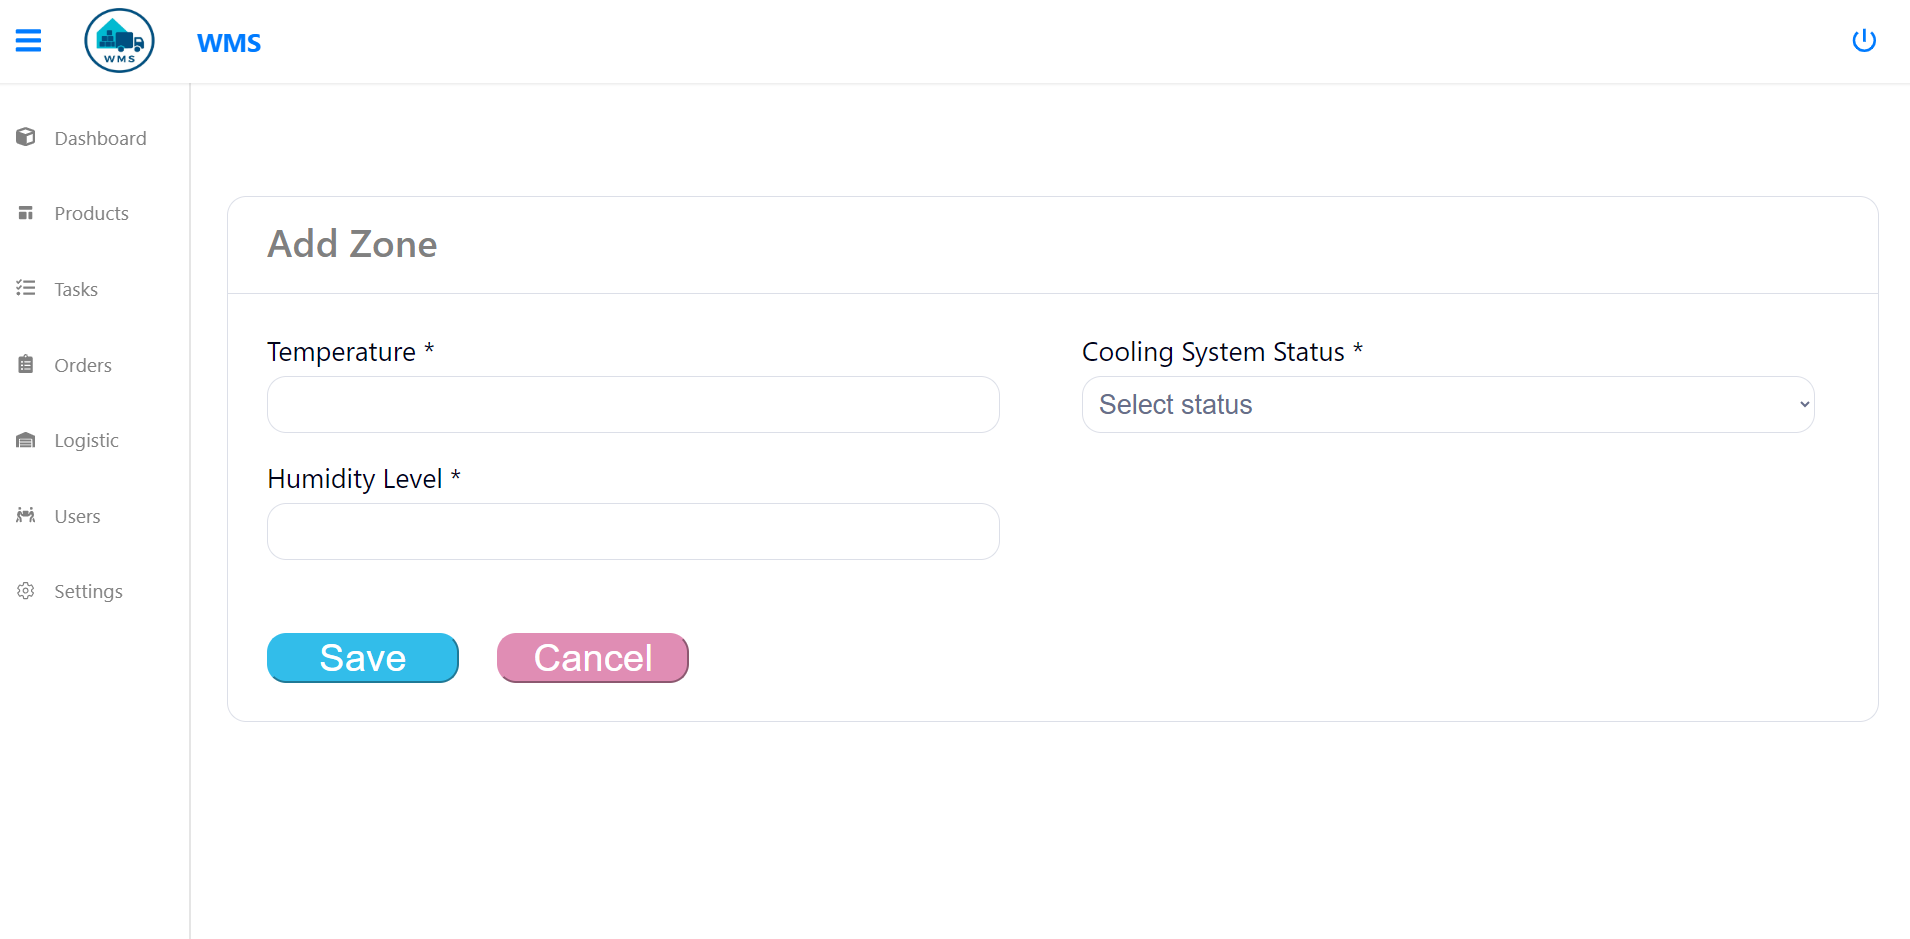 WMS
WMS
Dashboard
Products
Tasks
Orders
Logistic
Users
Settings
Add Zone
Temperature *
Cooling System Status *
Select status
Humidity Level *
Save
Cancel